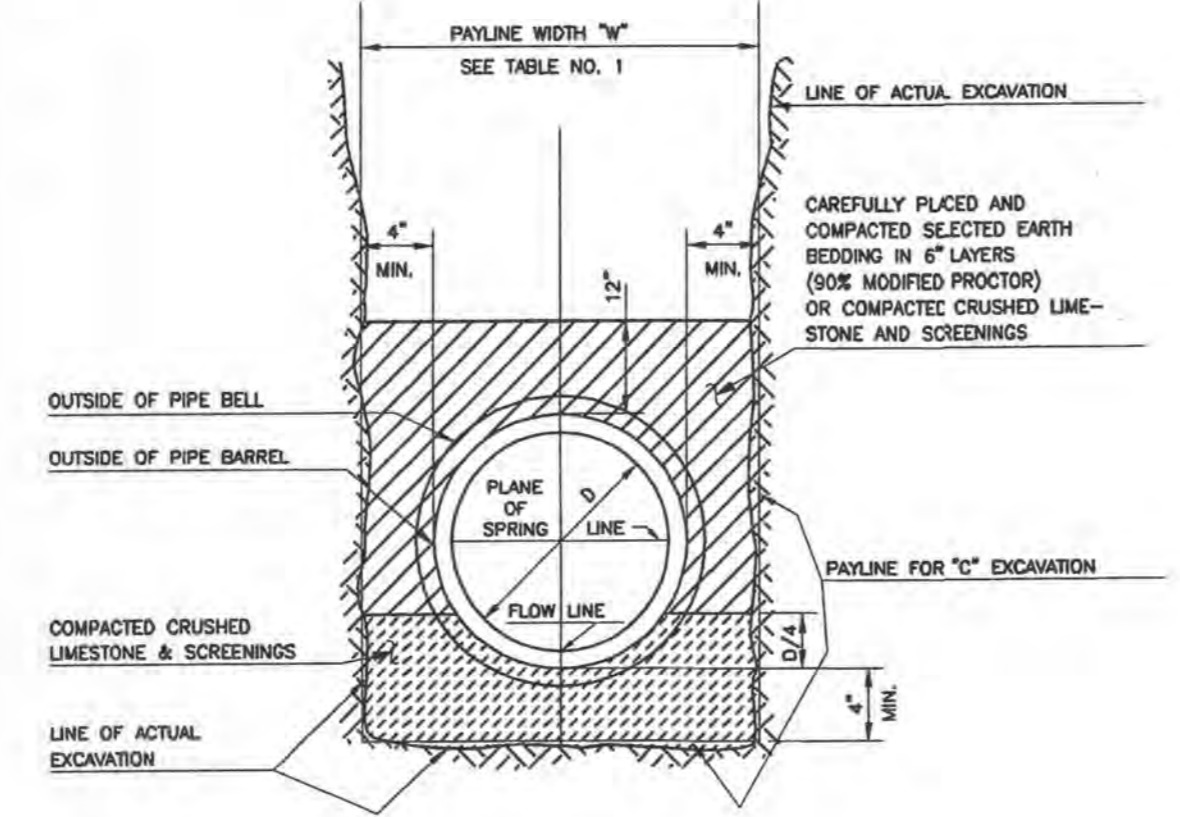 PAYLINE WIDTH "W"
SEE TABLE NO. 1
LINE OF ACTUAL EXCAVATION
4"
MIN.
4"
MIN.
12"
CAREFULLY PLACED AND
COMPACTED SELECTED EARTH
BEDDING IN 6" LAYERS
(90% MODIFIED PROCTOR)
OR COMPACTED CRUSHED LIME-
STONE AND SCREENINGS
OUTSIDE OF PIPE BELL
OUTSIDE OF PIPE BARREL
PLANE
OF
SPRING LINE
D
FLOW LINE
PAYLINE FOR "C" EXCAVATION
COMPACTED CRUSHED
LIMESTONE & SCREENINGS
D/4
4"
MIN.
LINE OF ACTUAL
EXCAVATION